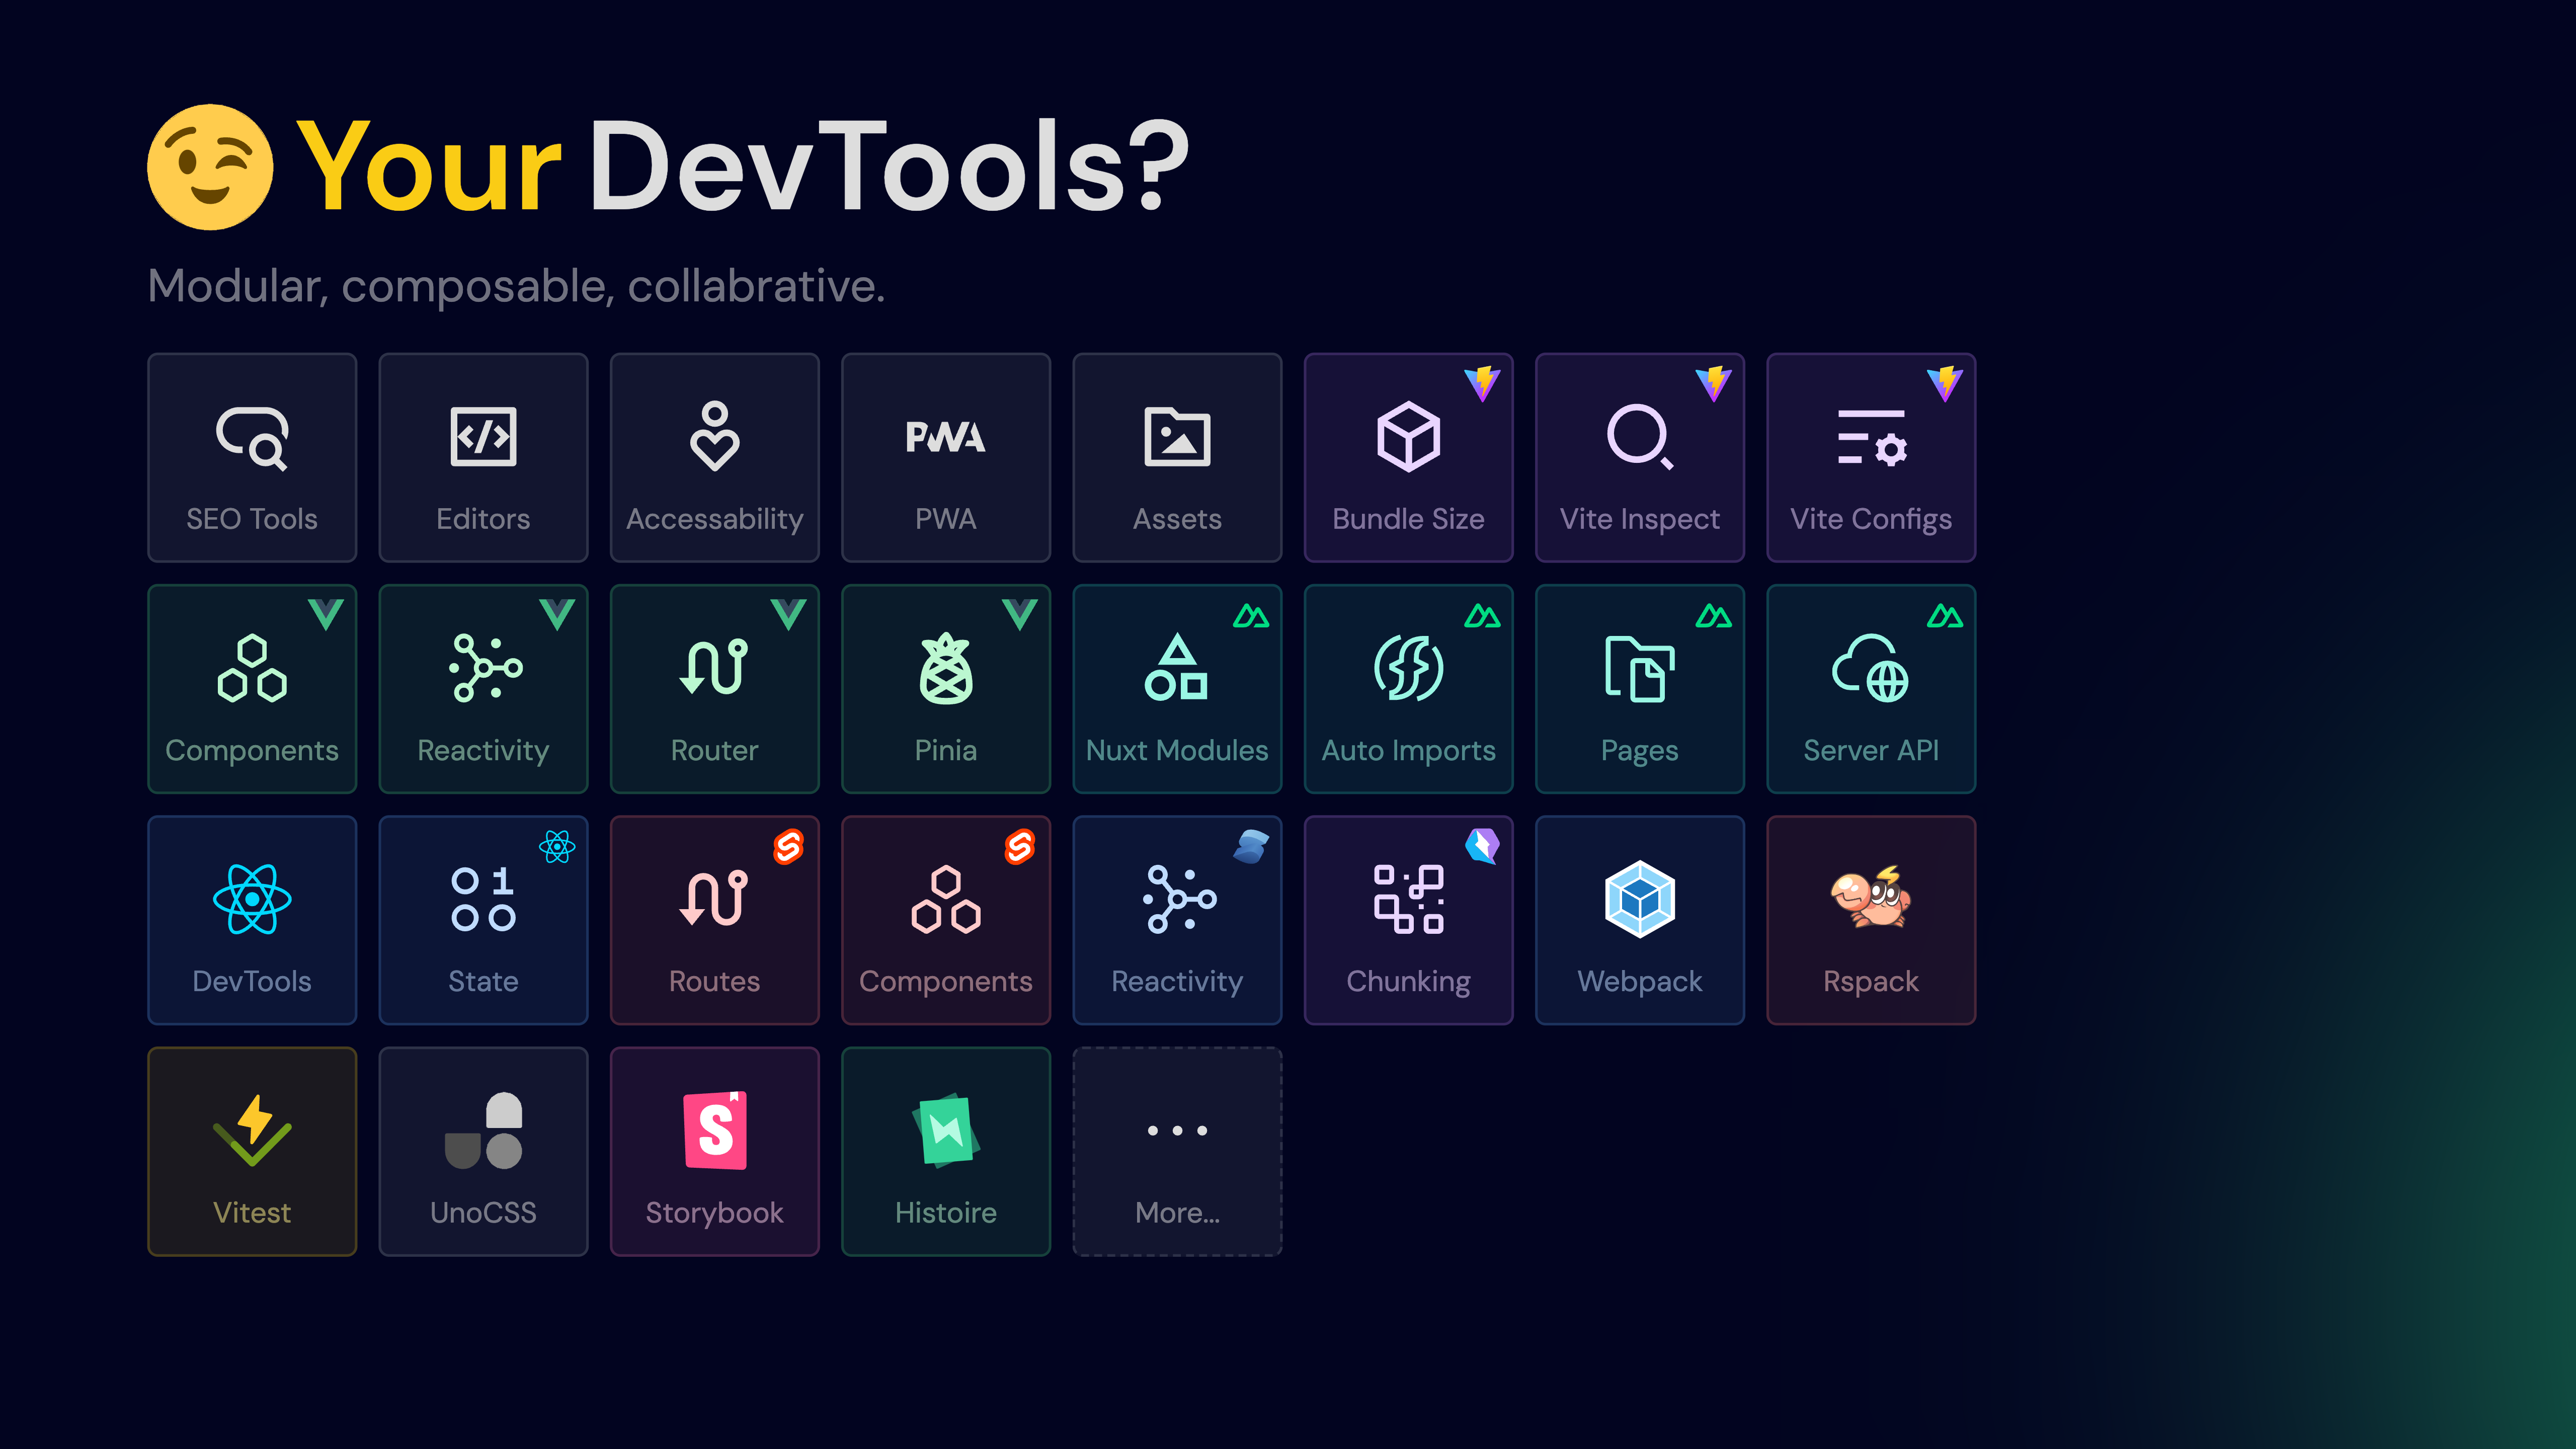 Your DevTools?
Modular, composable, collabrative.
PWA
SEO Tools Editors Accessability PWA Assets Bundle Size Vite Inspect Vite Configs
Components Reactivity Router Pinia Nuxt Modules Auto Imports Pages Server API
DevTools State Routes Components Reactivity Chunking Webpack Rspack
S
Vitest UnoCSS Storybook Histoire More...